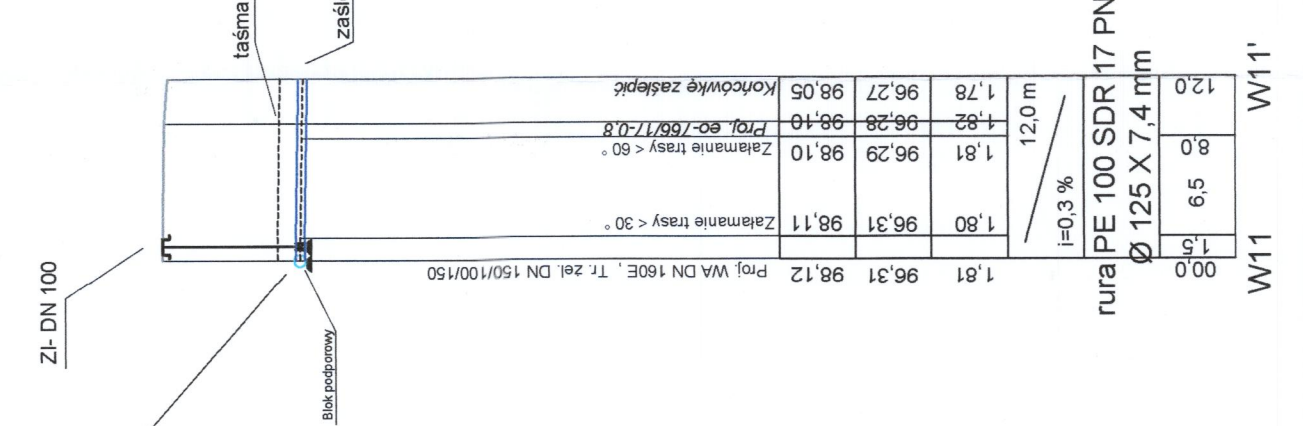 ZI- DN 100
taśma
zaśl
Blok podporowy
Końcówkę zaślepić
98,05
96,27
1,78
12,0
Proj. eo-766/17-0,8
98,10
96,28
1,82
Załamanie trasy < 60 °
98,10
96,29
1,81
8,0
6,5
Załamanie trasy < 30 °
98,11
96,31
1,80
1,5
Proj. WA DN 160E , Tr. żel. DN 150/100/150
98,12
96,31
1,81
00,0
12,0 m
i=0,3 %
rura PE 100 SDR 17 PN
Ø 125 X 7,4 mm
W11
W11'